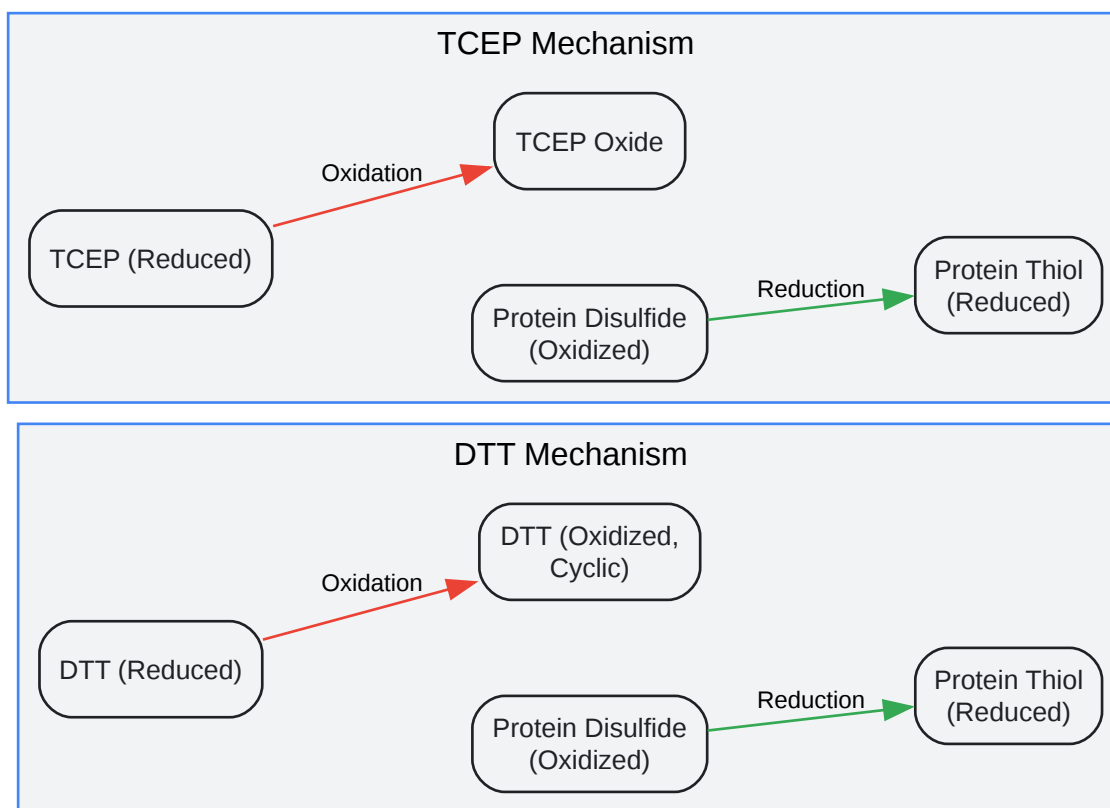 TCEP Mechanism
TCEP Oxide
Oxidation
TCEP (Reduced)
Protein Thiol
(Reduced)
Reduction
Protein Disulfide
(Oxidized)
DTT Mechanism
DTT (Oxidized,
Cyclic)
Oxidation
DTT (Reduced)
Protein Thiol
(Reduced)
Reduction
Protein Disulfide
(Oxidized)